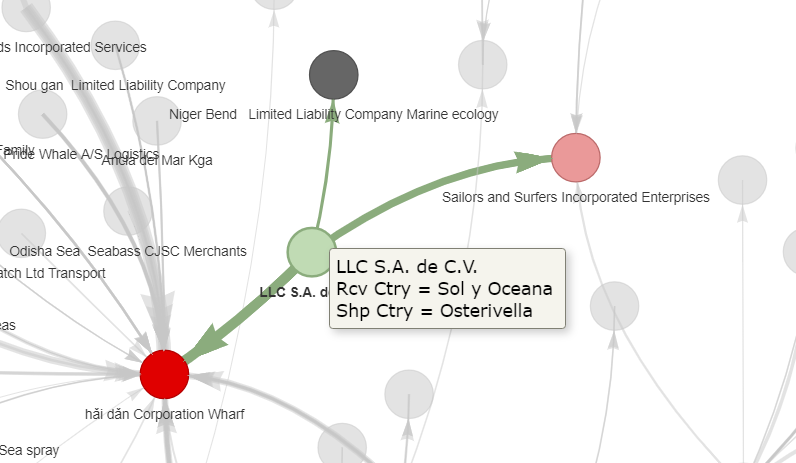 ds Incorporated Services
Shou gan Limited Liability Company
Niger Bend Limited Liability Company Marine ecology
Family
Pride Whale A/S Logistics
Ancla del Mar Kga
Sailors and Surfers Incorporated Enterprises
Odisha Sea Seabass CJSC Merchants
atch Ltd Transport
LLC S.A. de C.V.
Rcv Ctry = Sol y Oceana
LLC S.A. d
Shp Ctry = Osterivella
eas
hǎi dǎn Corporation Wharf
Sea spray